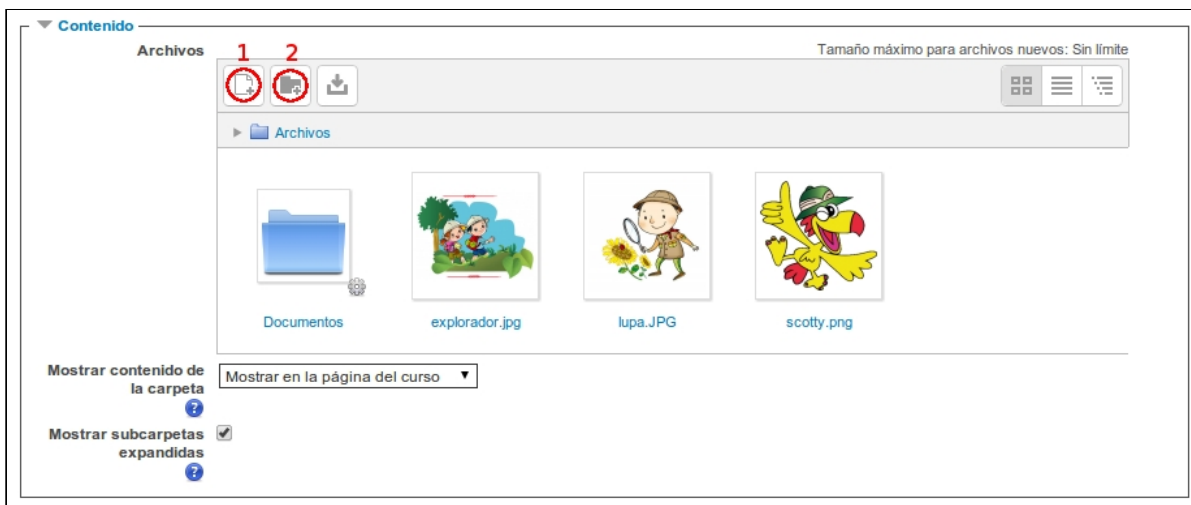 Contenido
Archivos
1 2
Tamaño máximo para archivos nuevos: Sin límite
Archivos
Documentos explorador.jpg lupa.JPG scotty.png
Mostrar contenido de
la carpeta
Mostrar en la página del curso
?
Mostrar subcarpetas
expandidas
?